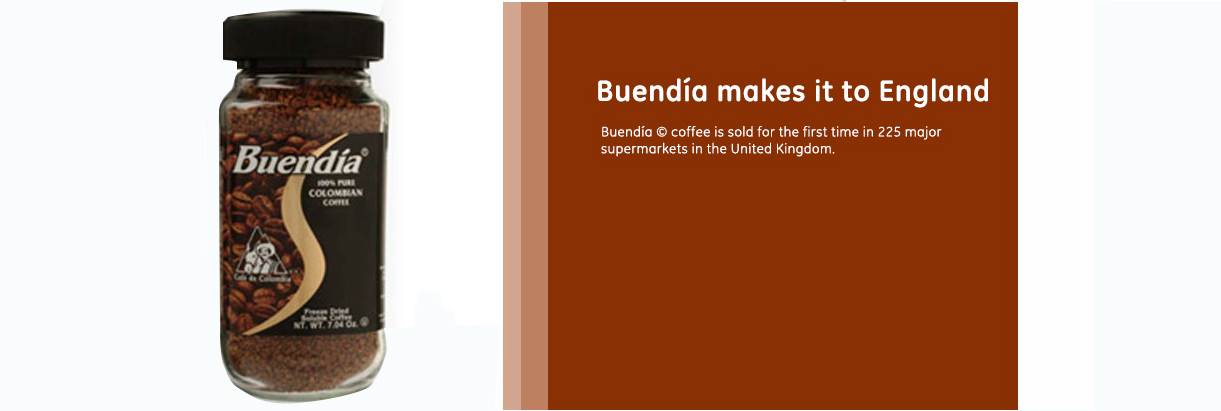 Buendía®
100% PURE
COLOMBIAN
COFFEE
Café de Colombia
Freeze Dried
Soluble Coffee
NT. WT. 7.04 Oz.
Buendía makes it to England
Buendía © coffee is sold for the first time in 225 major
supermarkets in the United Kingdom.